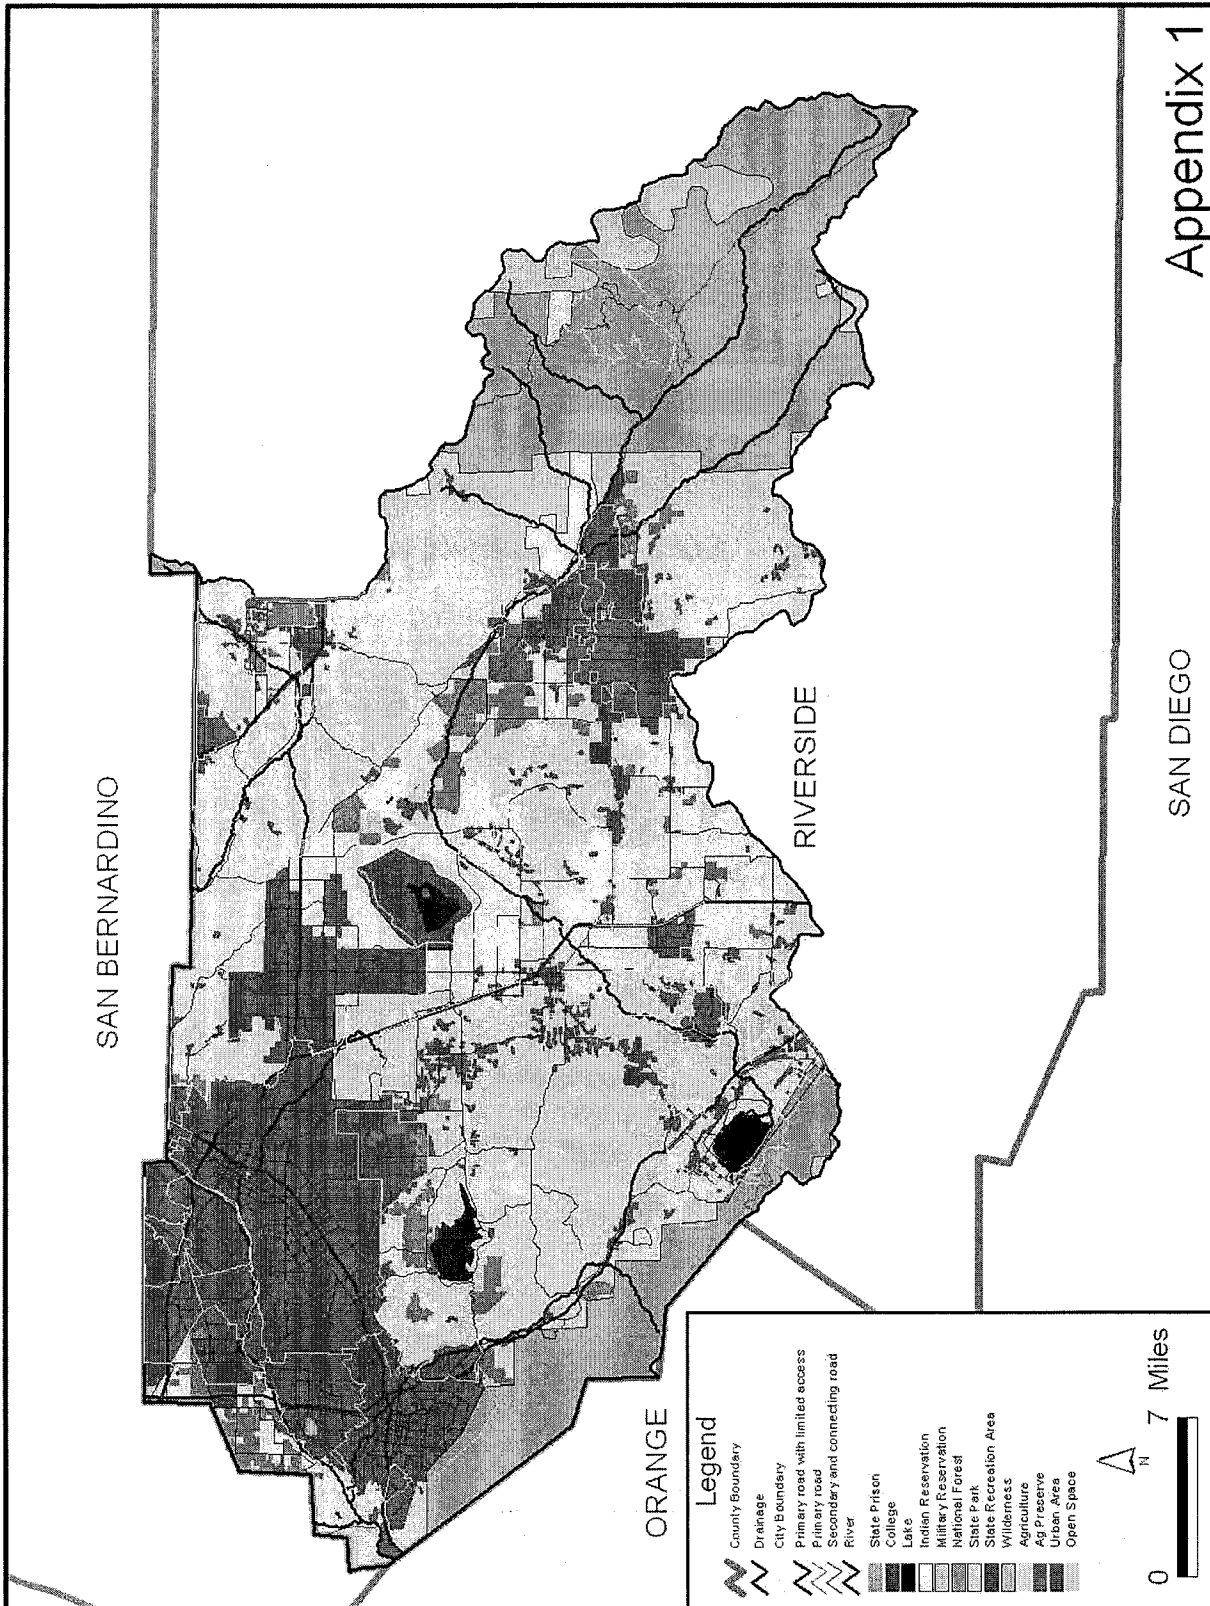 Appendix 1
SAN BERNARDINO
RIVERSIDE
SAN DIEGO
ORANGE
Legend
County Boundary
Drainage
City Boundary
Primary road with limited access
Primary road
Secondary and connecting road
River
State Prison
College
Lake
Indian Reservation
Military Reservation
National Forest
State Park
State Recreation Area
Wilderness
Agriculture
Ag Preserve
Urban Area
Open Space
N
0 7 Miles